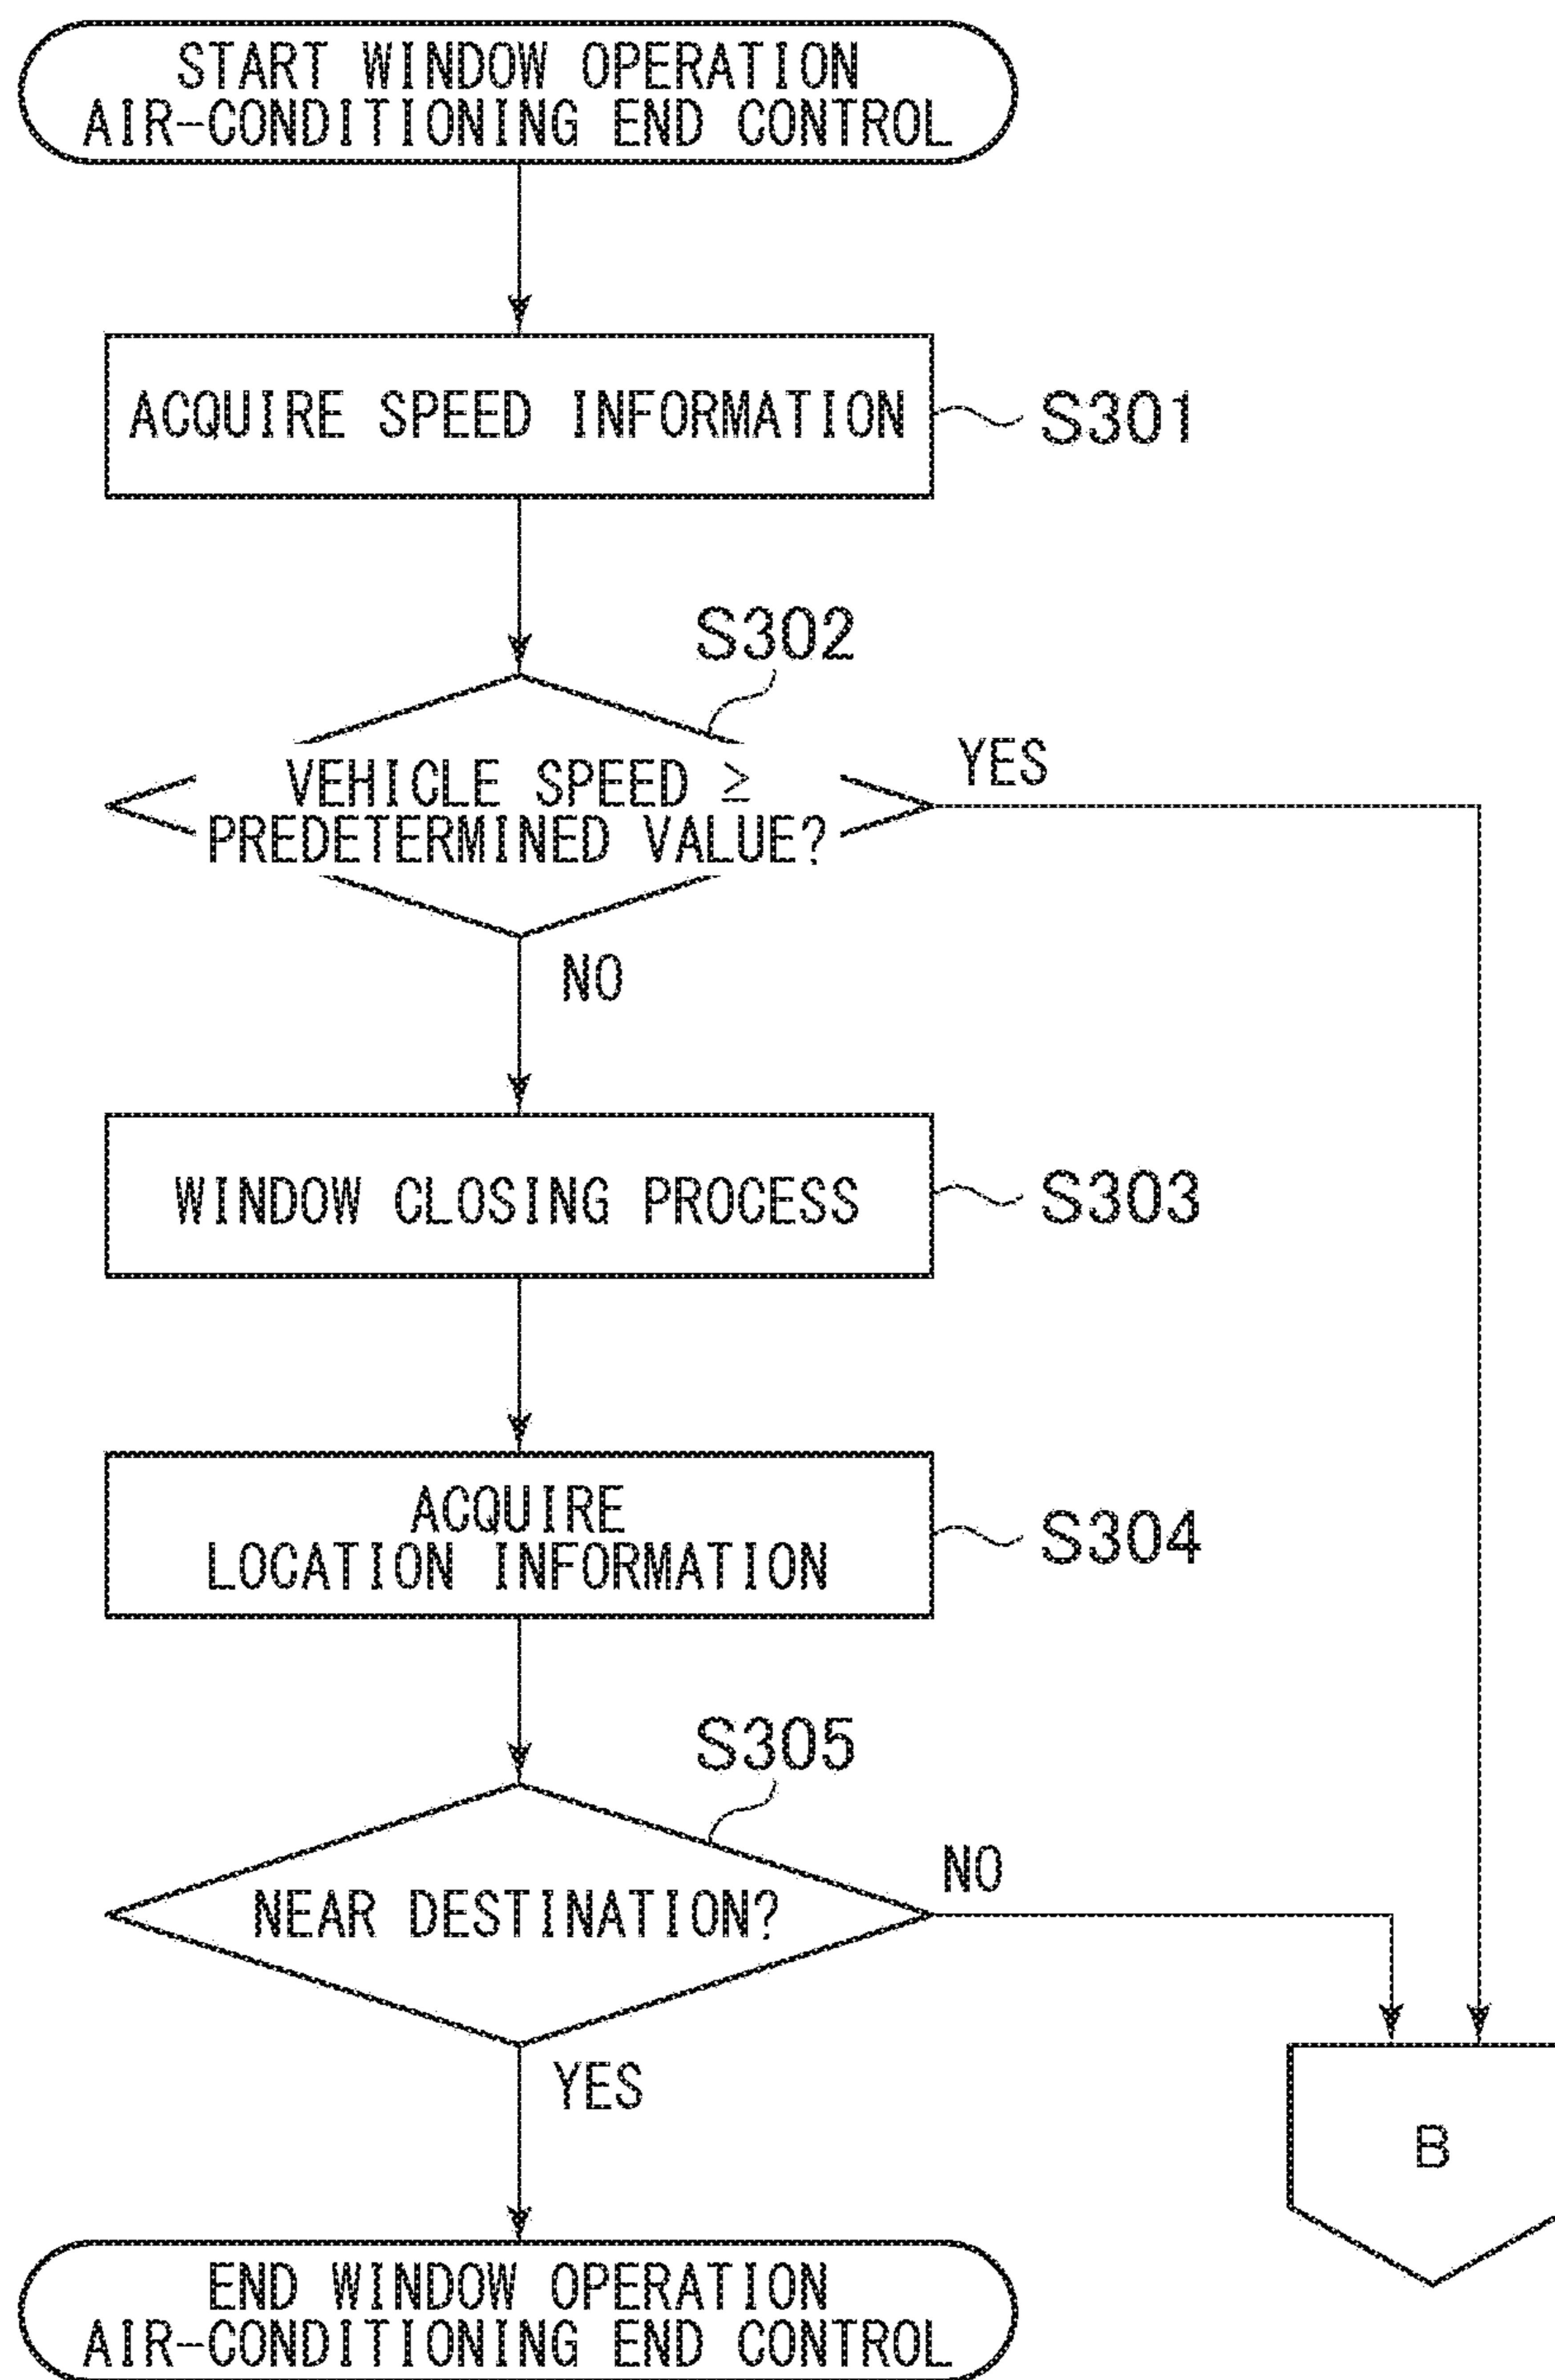 START WINDOW OPERATION
AIR-CONDITIONING END CONTROL
ACQUIRE SPEED INFORMATION
S301
S302
VEHICLE SPEED ≥
PREDETERMINED VALUE?
YES
NO
WINDOW CLOSING PROCESS
S303
ACQUIRE
LOCATION INFORMATION
S304
S305
NEAR DESTINATION?
NO
YES
B
END WINDOW OPERATION
AIR-CONDITIONING END CONTROL